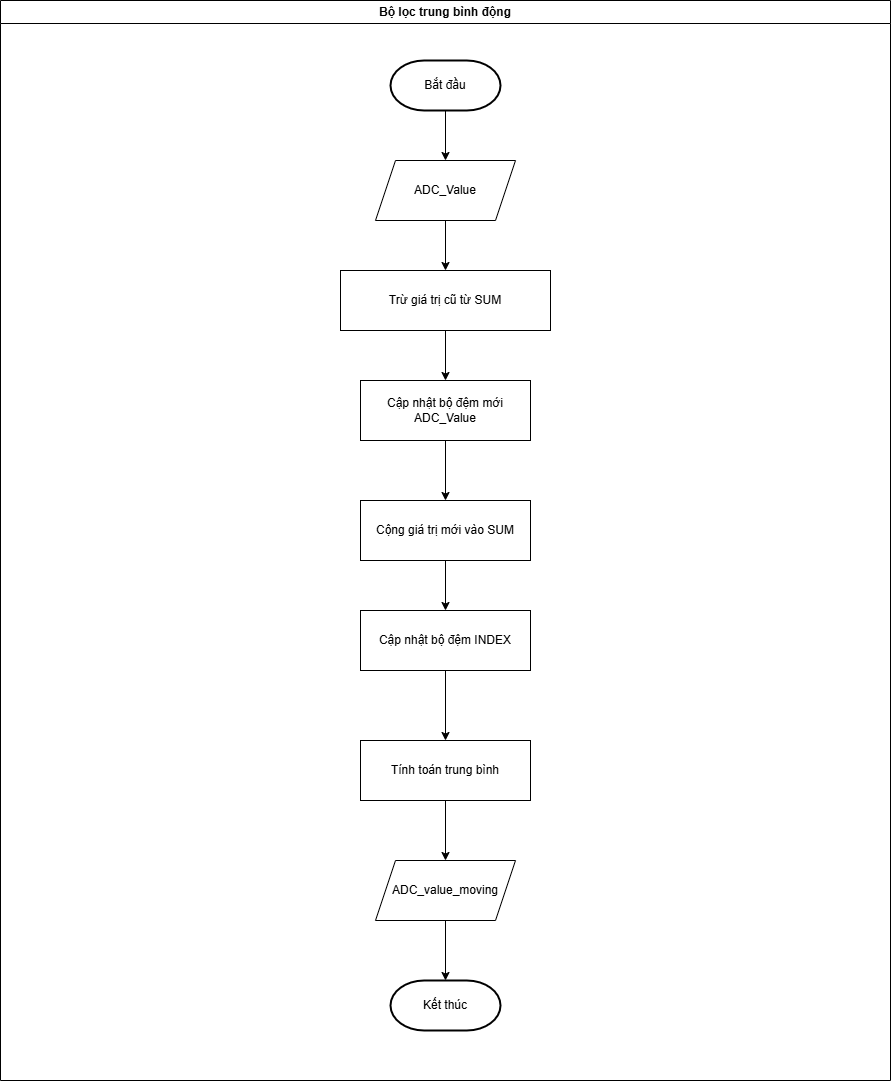 Bộ lọc trung bình động
Bắt đầu
ADC_Value
Trừ giá trị cũ từ SUM
Cập nhật bộ đệm mới
ADC_Value
Cộng giá trị mới vào SUM
Cập nhật bộ đệm INDEX
Tính toán trung bình
ADC_value_moving
Kết thúc